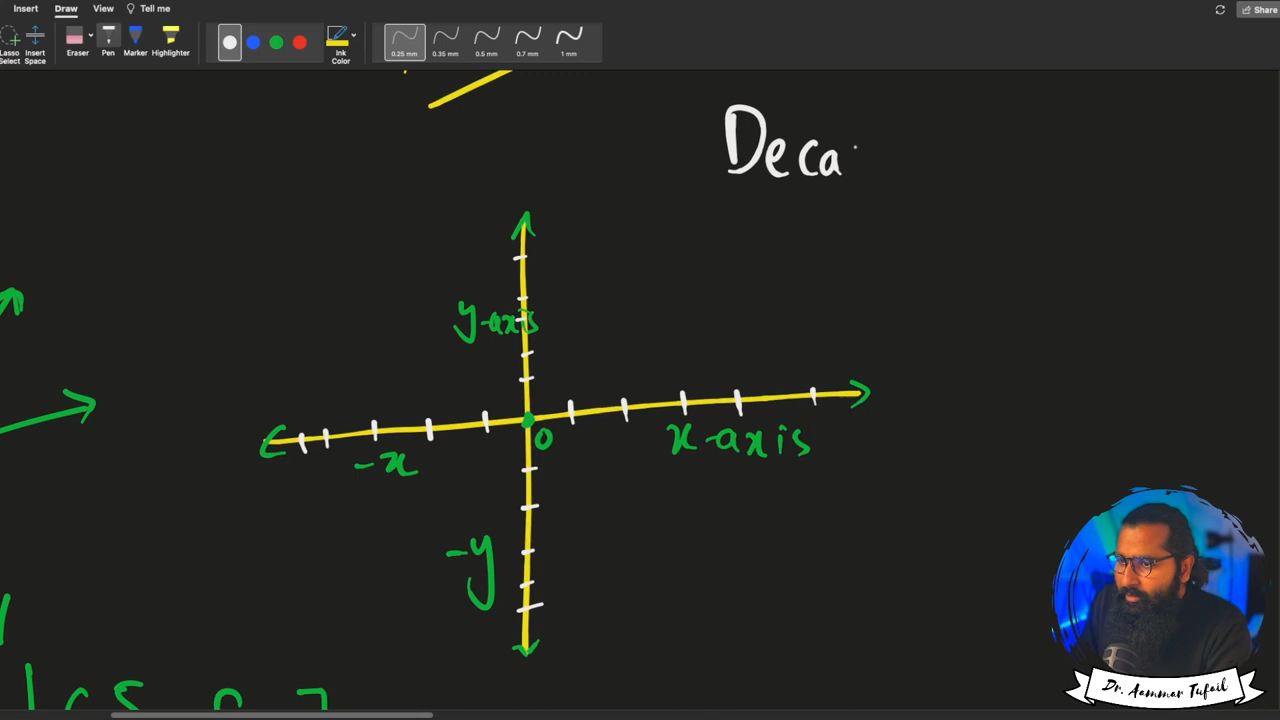 Insert Draw View Tell me Share
Lasso Select Insert Space Eraser Pen Marker Highlighter Ink Color 0.25 mm 0.35 mm 0.5 mm 0.7 mm 1 mm
Deca
y-axis
0
x-axis
-x
-y
Dr. Aammar Tufail